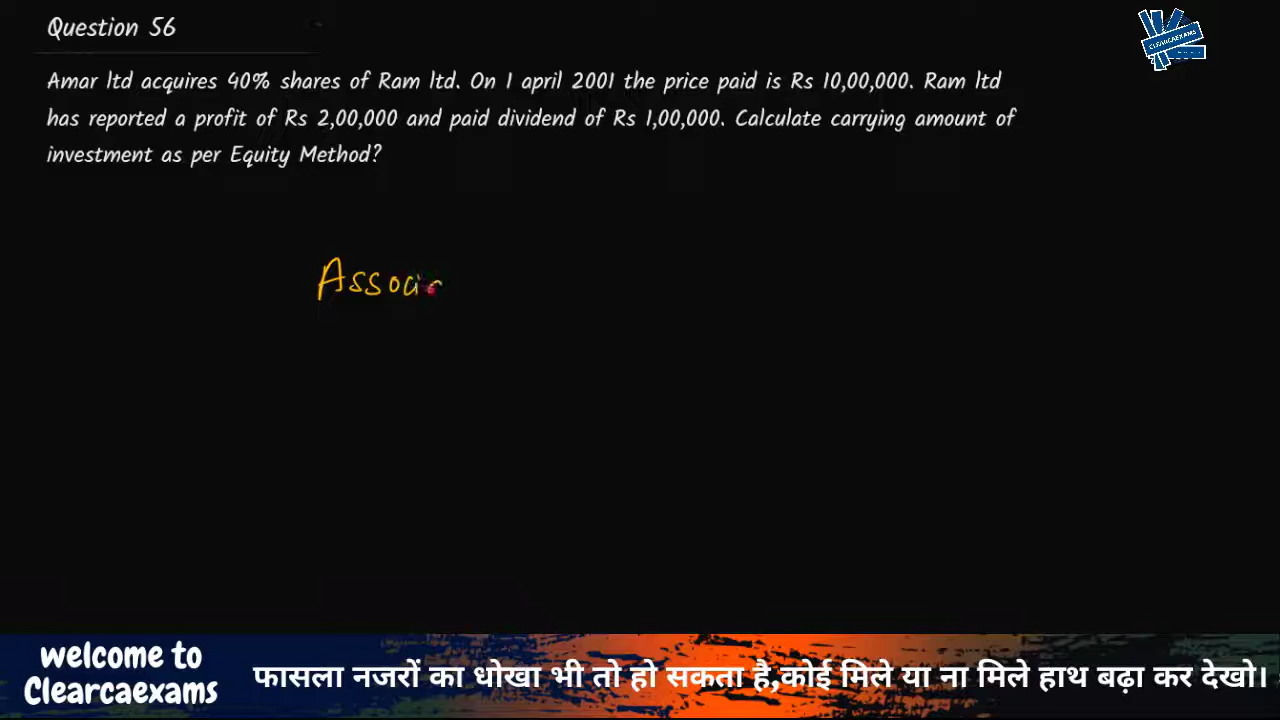 Question 56
CLEARCAEXAMS
Amar ltd acquires 40% shares of Ram ltd. On 1 april 2001 the price paid is Rs 10,00,000. Ram ltd
has reported a profit of Rs 2,00,000 and paid dividend of Rs 1,00,000. Calculate carrying amount of
investment as per Equity Method?
Associ
welcome to
Clearcaexams
फासला नजरों का धोखा भी तो हो सकता है,कोई मिले या ना मिले हाथ बढ़ा कर देखो।